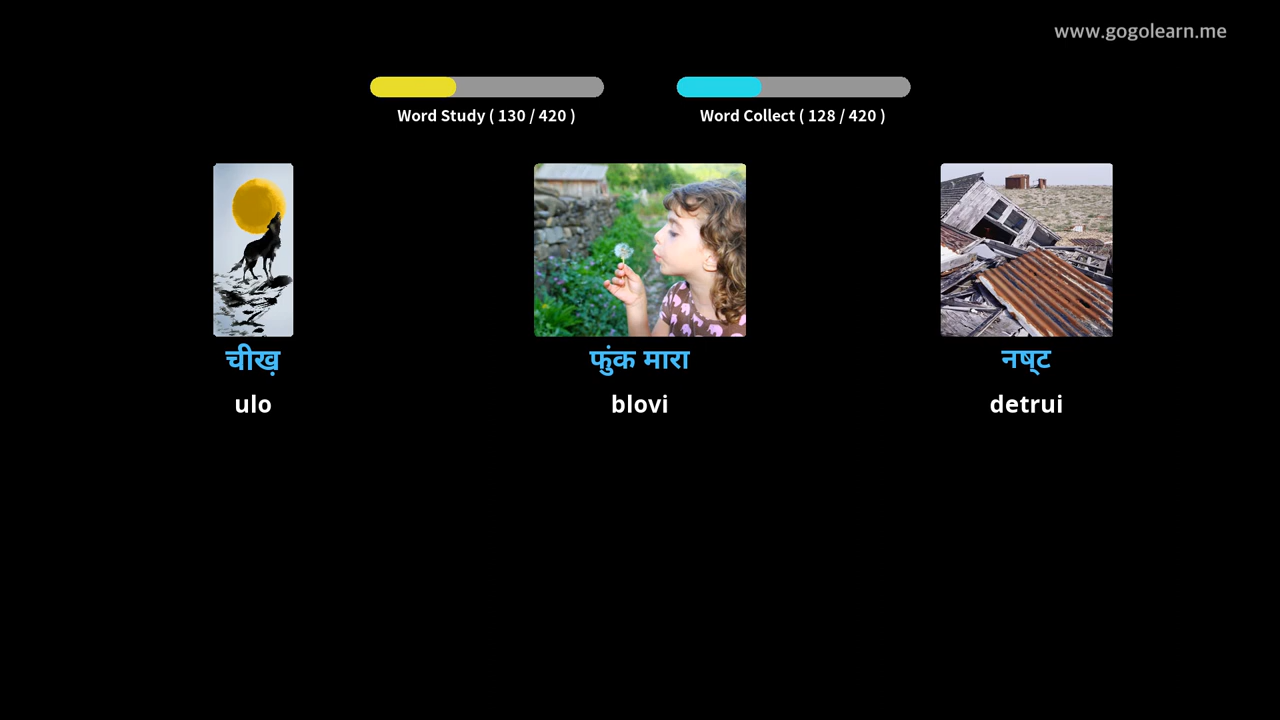 www.gogolearn.me
Word Study ( 130 / 420 )
Word Collect ( 128 / 420 )
चीख़
फुंक मारा
नष्ट
ulo
blovi
detrui